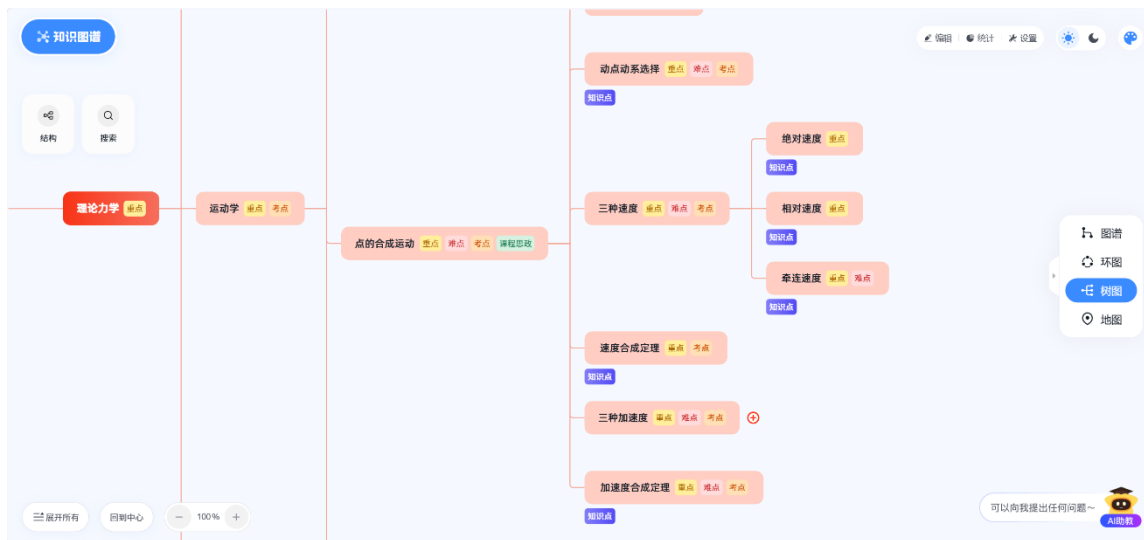 知识图谱
编辑
统计
设置
结构
搜索
动点动系选择 重点 难点 考点
知识点
绝对速度 重点
知识点
理论力学 重点
运动学 重点 考点
三种速度 重点 难点 考点
相对速度 重点
知识点
点的合成运动 重点 难点 考点 课程思政
牵连速度 重点 难点
知识点
图谱
环图
树图
地图
速度合成定理 重点 考点
知识点
三种加速度 重点 难点 考点
加速度合成定理 重点 难点 考点
知识点
展开所有
回到中心
− 100% +
可以向我提出任何问题~
AI助教